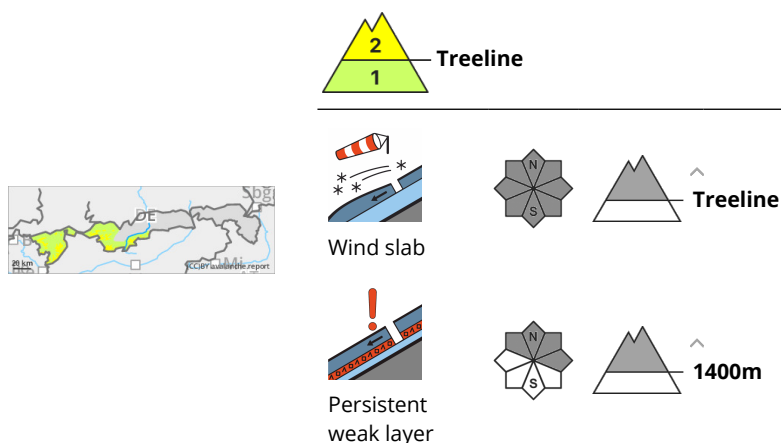 2
Treeline
1
N
S
Treeline
Wind slab
Sbg
DE
20 km
CC BY avalanche.report
N
S
1400m
Persistent
weak layer